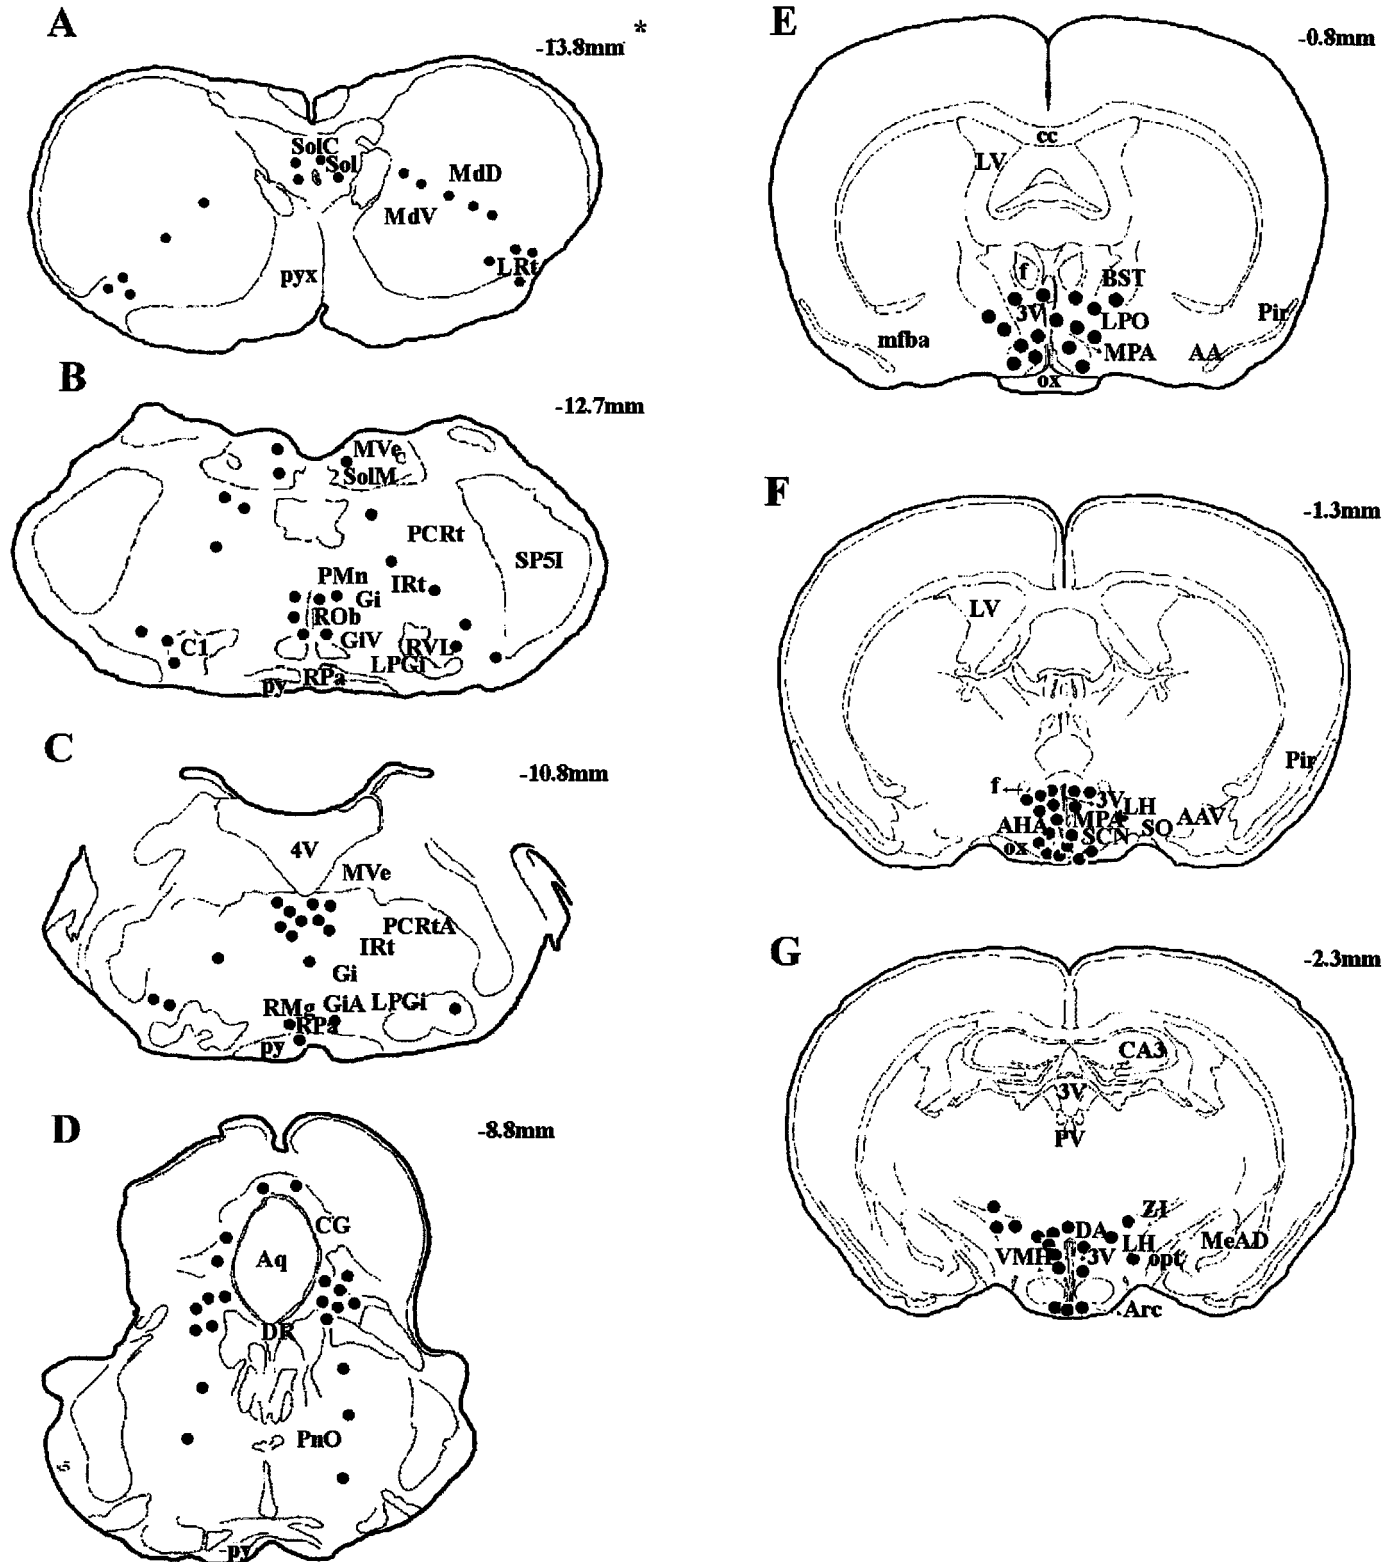 A
-13.8mm *
SolC
Sol
MdD
MdV
LRt
pyx
B
-12.7mm
MVe
SolM
PCRt
SP5I
PMn
IRt
Gi
ROb
GiV
C1
RVL
LPGi
RPa
py
C
-10.8mm
4V
MVe
PCRtA
IRt
Gi
RMg
GiA
LPGi
RPa
py
D
-8.8mm
CG
Aq
DR
PnO
py
E
-0.8mm
cc
LV
f
BST
3V
LPO
Pir
mfba
MPA
AA
ox
F
-1.3mm
LV
Pir
f
3V
LH
AHA
MPA
AAV
SCN
SO
ox
G
-2.3mm
CA3
3V
PV
ZI
DA
LH
MeAD
VMH
3V
opt
Arc